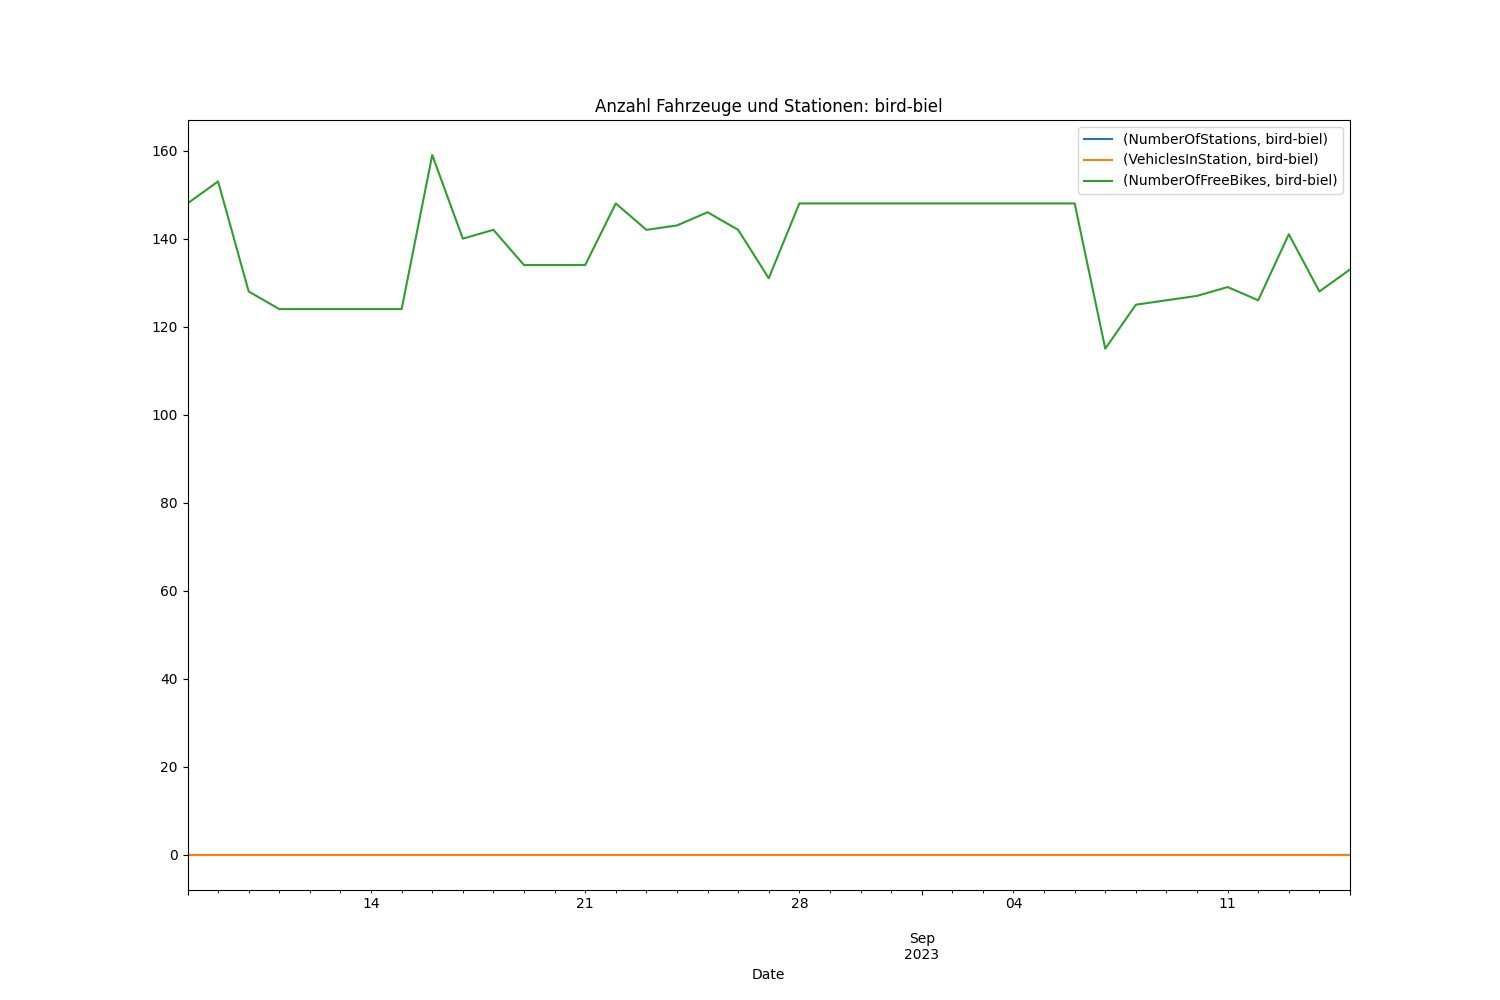 Anzahl Fahrzeuge und Stationen: bird-biel
(NumberOfStations, bird-biel)
(VehiclesInStation, bird-biel)
(NumberOfFreeBikes, bird-biel)
160
140
120
100
80
60
40
20
0
14
21
28
04
11
Sep
2023
Date